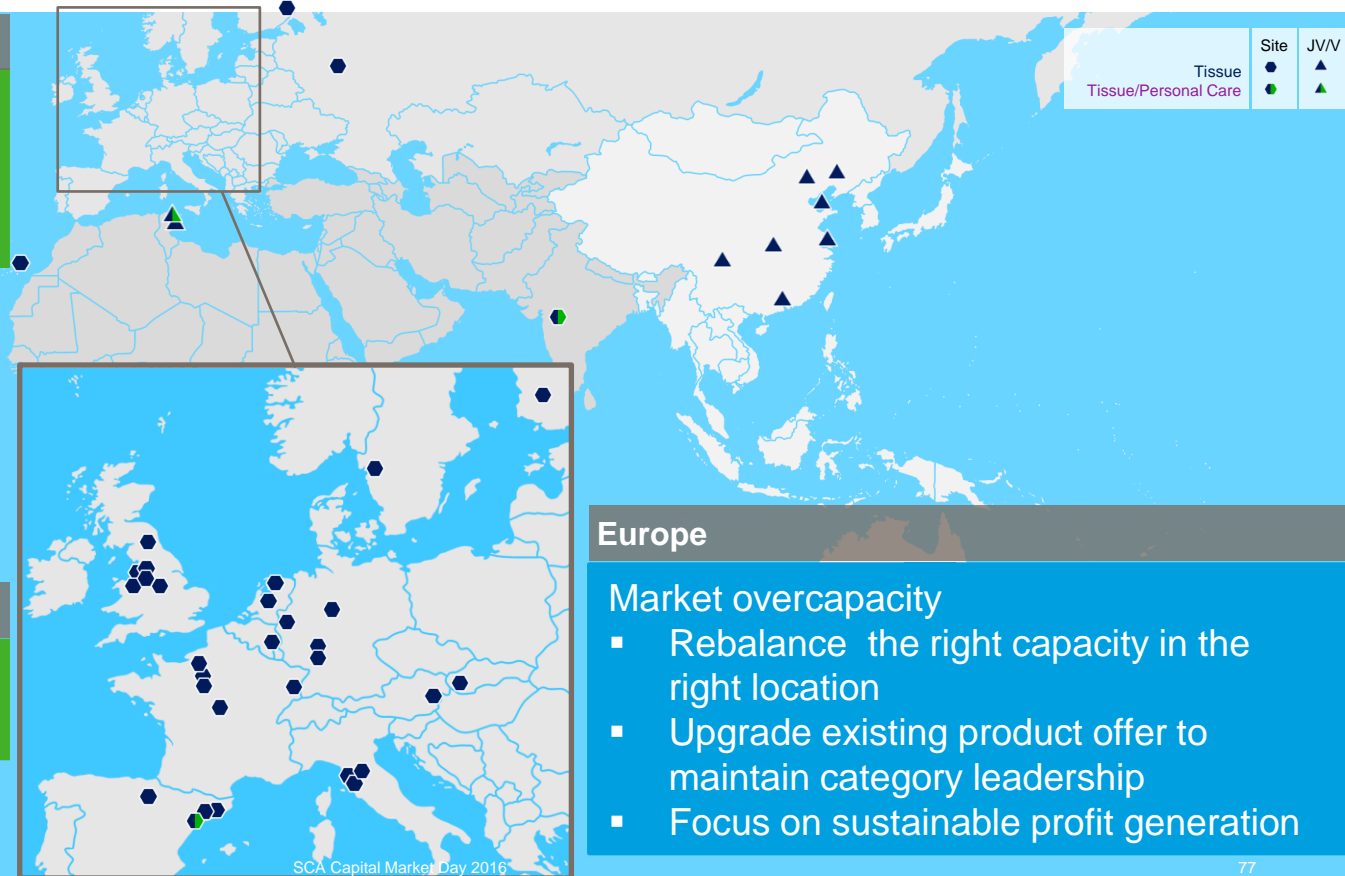 Site JV/V
Tissue
Tissue/Personal Care
Europe
Market overcapacity
▪ Rebalance the right capacity in the
right location
▪ Upgrade existing product offer to
maintain category leadership
▪ Focus on sustainable profit generation
SCA Capital Market Day 2016
77